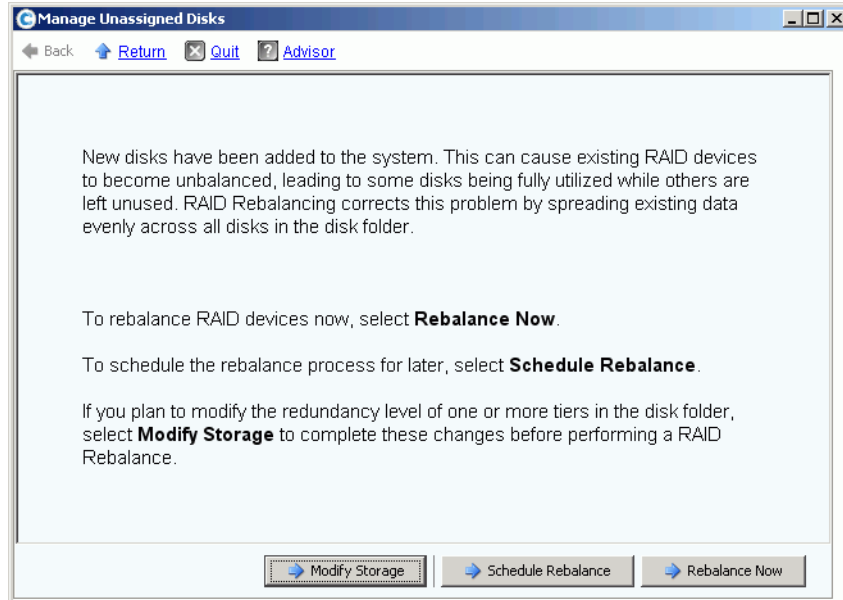 Manage Unassigned Disks
Back Return Quit ? Advisor
New disks have been added to the system. This can cause existing RAID devices
to become unbalanced, leading to some disks being fully utilized while others are
left unused. RAID Rebalancing corrects this problem by spreading existing data
evenly across all disks in the disk folder.
To rebalance RAID devices now, select Rebalance Now.
To schedule the rebalance process for later, select Schedule Rebalance.
If you plan to modify the redundancy level of one or more tiers in the disk folder,
select Modify Storage to complete these changes before performing a RAID
Rebalance.
Modify Storage Schedule Rebalance Rebalance Now